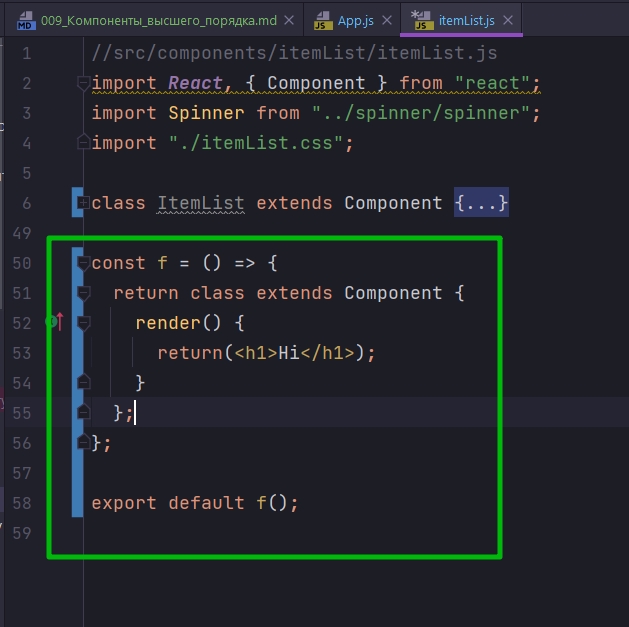 009_Компоненты_высшего_порядка.md App.js itemList.js
1 //src/components/itemList/itemList.js
2 import React, { Component } from "react";
3 import Spinner from "../spinner/spinner";
4 import "./itemList.css";
5
6 class ItemList extends Component {...}
49
50 const f = () => {
51 return class extends Component {
52 render() {
53 return(<h1>Hi</h1>);
54 }
55 };
56 };
57
58 export default f();
59